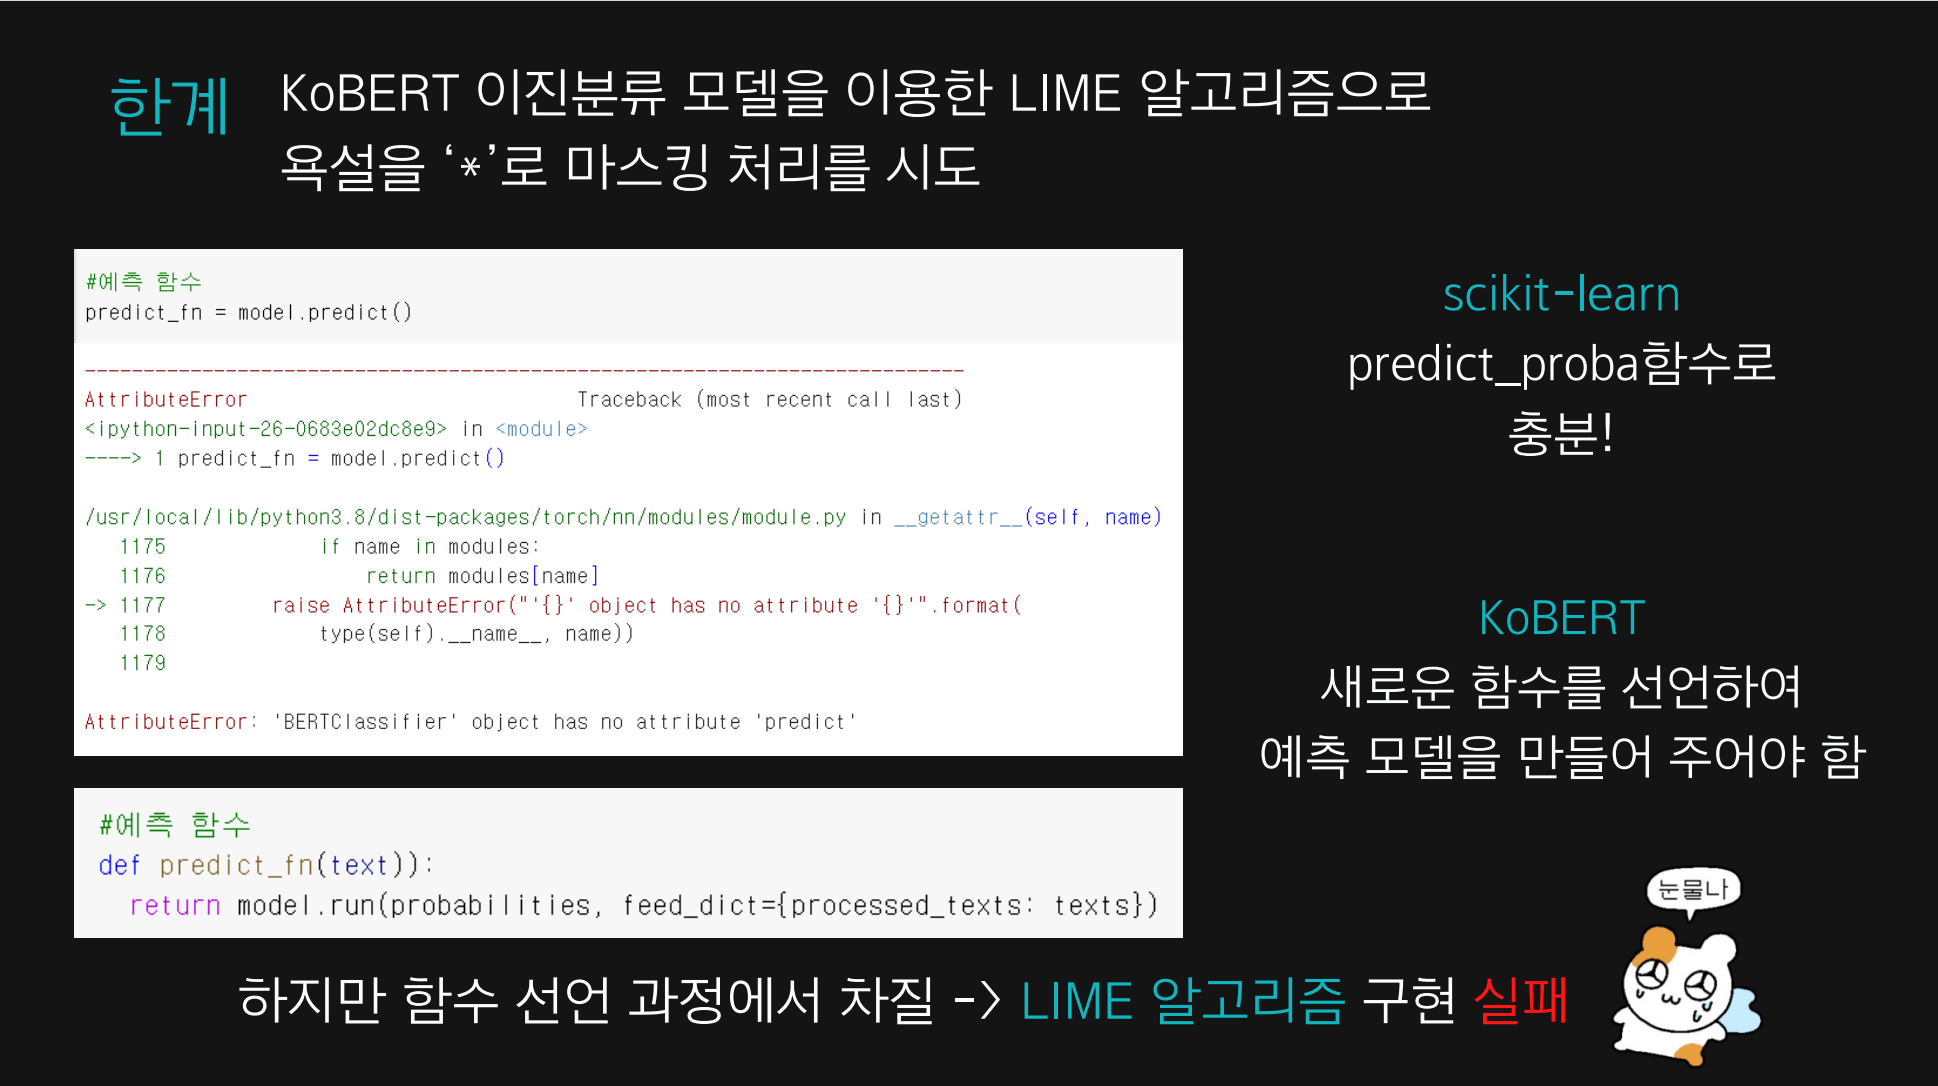 한계
KoBERT 이진분류 모델을 이용한 LIME 알고리즘으로
욕설을 ‘*’로 마스킹 처리를 시도
#예측 함수
predict_fn = model.predict()
---------------------------------------------------------------------------
AttributeError                            Traceback (most recent call last)
<ipython-input-26-0683e02dc8e9> in <module>
----> 1 predict_fn = model.predict()
/usr/local/lib/python3.8/dist-packages/torch/nn/modules/module.py in __getattr__(self, name)
   1175             if name in modules:
   1176                 return modules[name]
-> 1177         raise AttributeError("'{}' object has no attribute '{}'".format(
   1178             type(self).__name__, name))
   1179
AttributeError: 'BERTClassifier' object has no attribute 'predict'
scikit-learn
predict_proba함수로
충분!
KoBERT
새로운 함수를 선언하여
예측 모델을 만들어 주어야 함
#예측 함수
def predict_fn(text)):
  return model.run(probabilities, feed_dict={processed_texts: texts})
눈물나
하지만 함수 선언 과정에서 차질 -> LIME 알고리즘 구현 실패